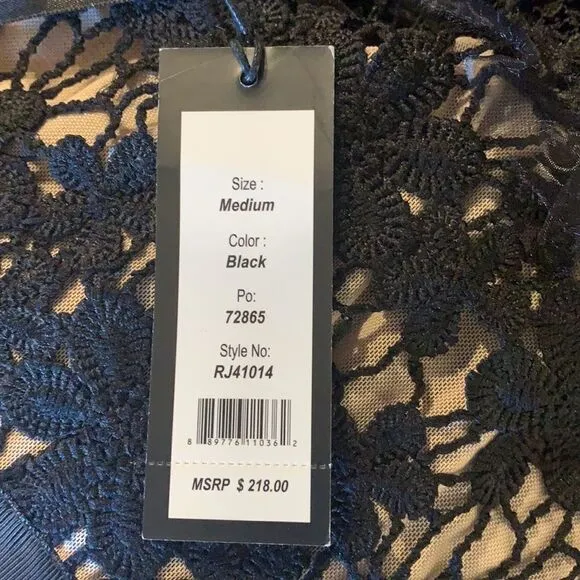 Size :
Medium
Color :
Black
Po:
72865
Style No:
RJ41014
8 89776 11036 2
MSRP $ 218.00